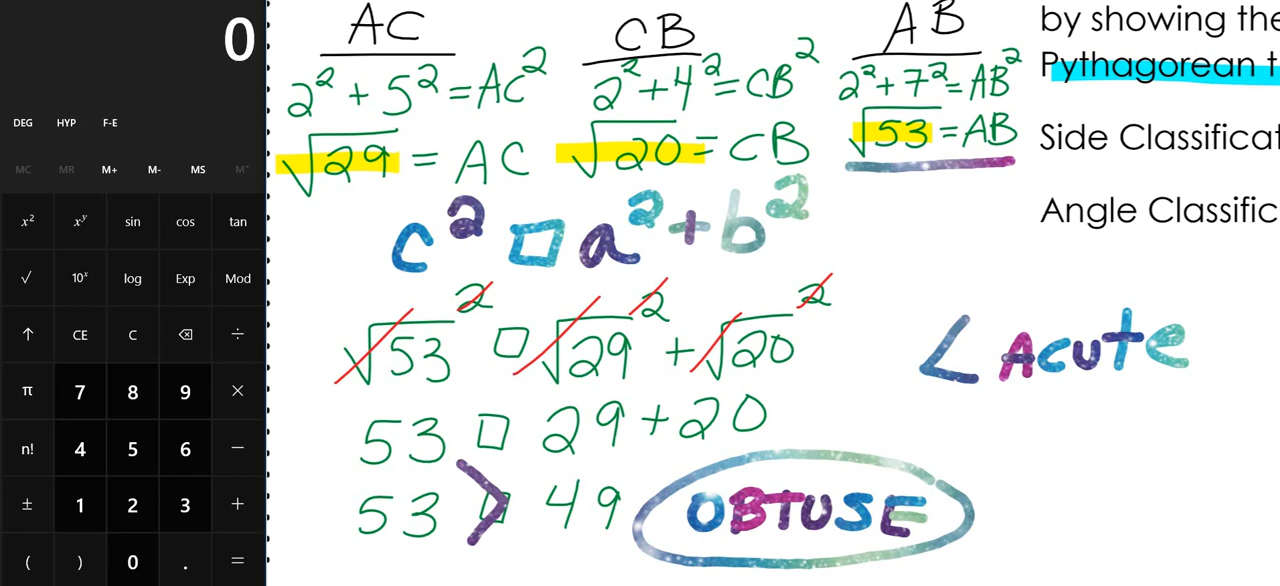 0
DEG HYP F-E
MC MR M+ M- MS M˅
x² xʸ sin cos tan
√ 10ˣ log Exp Mod
↑ CE C ⌫ ÷
π 7 8 9 ×
n! 4 5 6 −
± 1 2 3 +
( ) 0 . =
AC
2² + 5² = AC²
√29 = AC
CB
2² + 4² = CB²
√20 = CB
AB
2² + 7² = AB²
√53 = AB
c² □ a² + b²
√53² □ √29² + √20²
53 □ 29 + 20
53 > 49 OBTUSE
< Acute
by showing the
Pythagorean t
Side Classificat
Angle Classific